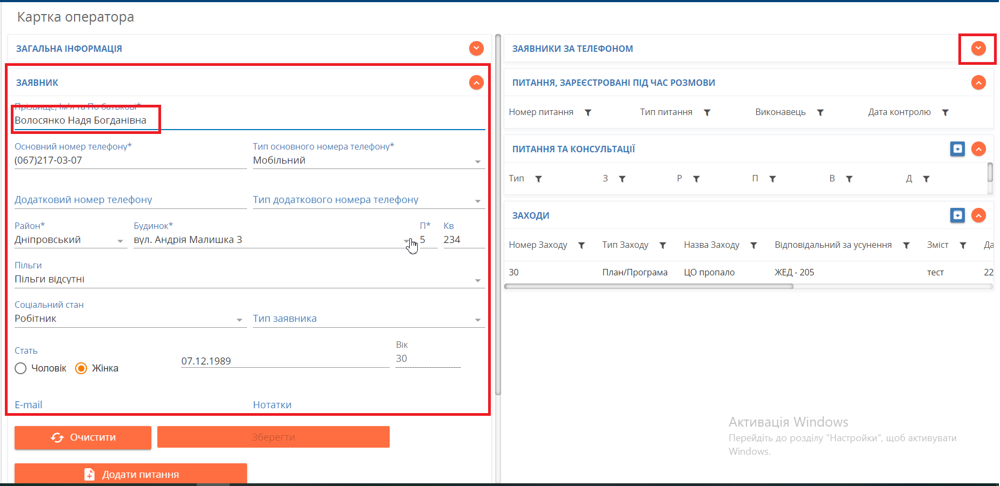 Картка оператора
ЗАГАЛЬНА ІНФОРМАЦІЯ
ЗАЯВНИК
Прізвище, Ім'я та По батькові*
Волосянко Надя Богданівна
Основний номер телефону* Тип основного номера телефону*
(067)217-03-07 Мобільний
Додатковий номер телефону Тип додаткового номера телефону
Район* Будинок* П* Кв
Дніпровський вул. Андрія Малишка 3 5 234
Пільги
Пільги відсутні
Соціальний стан
Робітник Тип заявника
Стать Вік
Чоловік Жінка 07.12.1989 30
E-mail Нотатки
Очистити Зберегти
Додати питання
ЗАЯВНИКИ ЗА ТЕЛЕФОНОМ
ПИТАННЯ, ЗАРЕЄСТРОВАНІ ПІД ЧАС РОЗМОВИ
Номер питання Тип питання Виконавець Дата контролю
ПИТАННЯ ТА КОНСУЛЬТАЦІЇ
Тип З Р П В Д
ЗАХОДИ
Номер Заходу Тип Заходу Назва Заходу Відповідальний за усунення Зміст Да
30 План/Програма ЦО пропало ЖЕД - 205 тест 22
Активація Windows
Перейдіть до розділу "Настройки", щоб активувати
Windows.